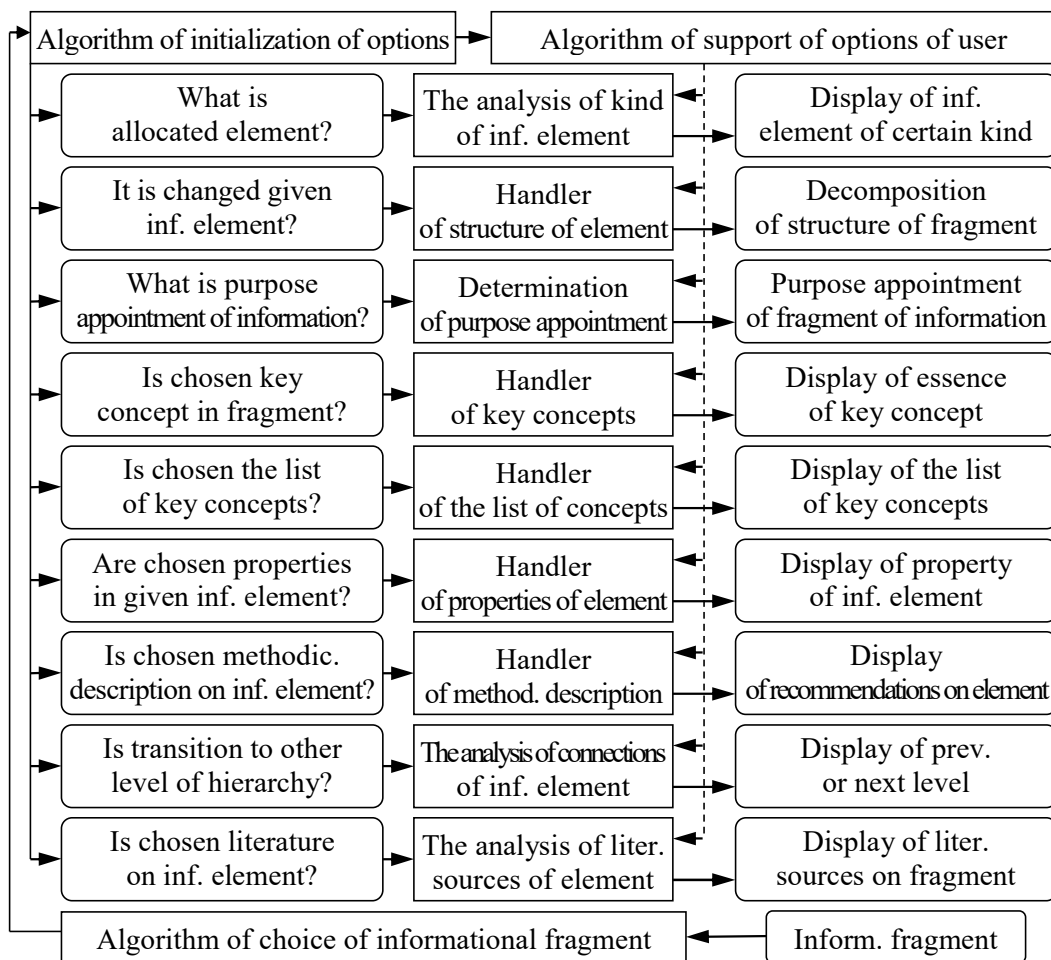 Algorithm of initialization of options
Algorithm of support of options of user
What is
allocated element?
The analysis of kind
of inf. element
Display of inf.
element of certain kind
It is changed given
inf. element?
Handler
of structure of element
Decomposition
of structure of fragment
What is purpose
appointment of information?
Determination
of purpose appointment
Purpose appointment
of fragment of information
Is chosen key
concept in fragment?
Handler
of key concepts
Display of essence
of key concept
Is chosen the list
of key concepts?
Handler
of the list of concepts
Display of the list
of key concepts
Are chosen properties
in given inf. element?
Handler
of properties of element
Display of property
of inf. element
Is chosen methodic.
description on inf. element?
Handler
of method. description
Display
of recommendations on element
Is transition to other
level of hierarchy?
The analysis of connections
of inf. element
Display of prev.
or next level
Is chosen literature
on inf. element?
The analysis of liter.
sources of element
Display of liter.
sources on fragment
Algorithm of choice of informational fragment
Inform. fragment